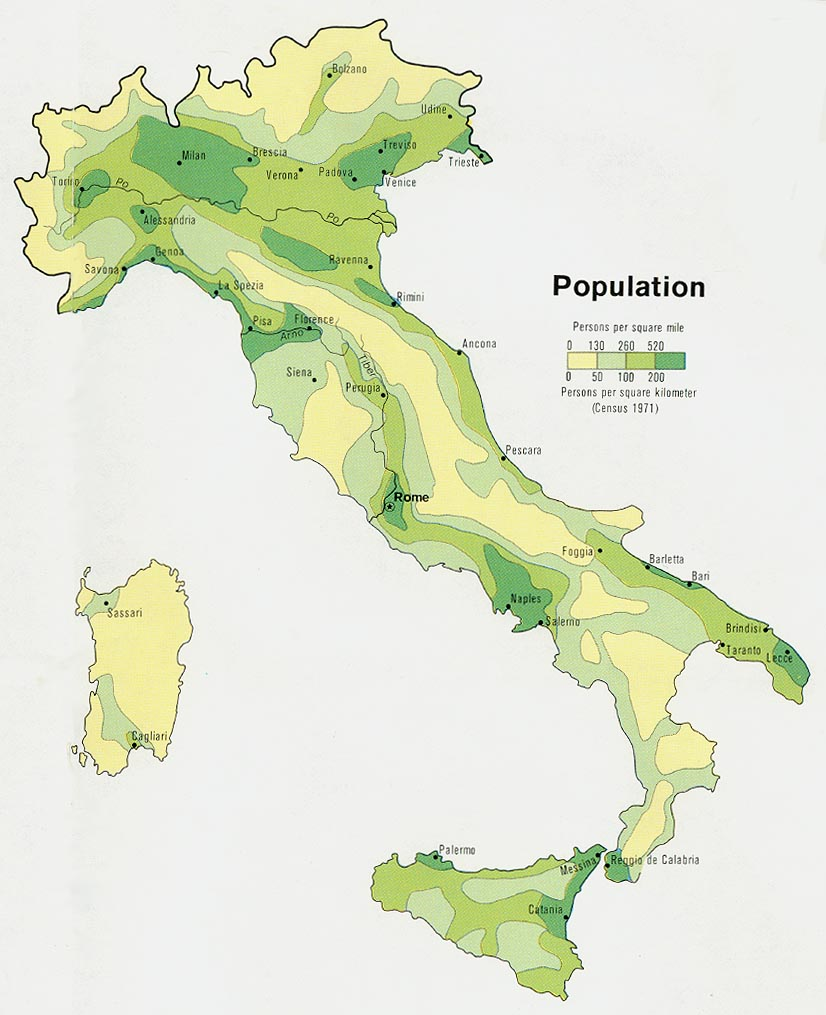 Bolzano
Udine
Treviso
Milan
Brescia
Trieste
Verona
Padova
Venice
Torino
Po
Po
Alessandria
Genoa
Ravenna
Savona
La Spezia
Rimini
Population
Pisa
Florence
Arno
Persons per square mile
0 130 260 520
Ancona
0 50 100 200
Siena
Tiber
Perugia
Persons per square kilometer
(Census 1971)
Pescara
Rome
Foggia
Barletta
Bari
Naples
Sassari
Salerno
Brindisi
Taranto
Lecce
Cagliari
Palermo
Messina
Reggio de Calabria
Catania